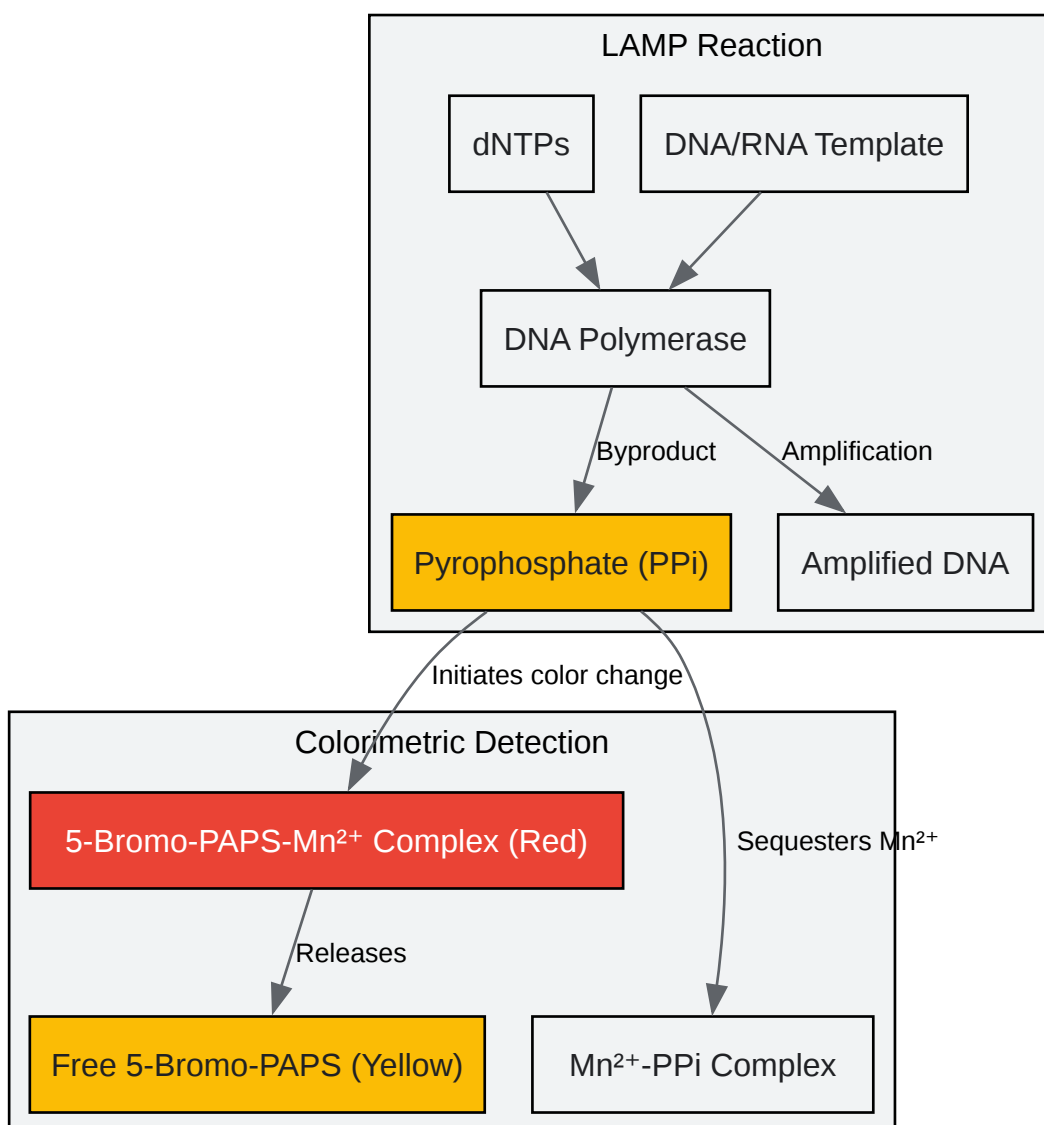 LAMP Reaction
dNTPs
DNA/RNA Template
DNA Polymerase
Byproduct
Amplification
Pyrophosphate (PPi)
Amplified DNA
Initiates color change
Colorimetric Detection
5-Bromo-PAPS-Mn²⁺ Complex (Red)
Sequesters Mn²⁺
Releases
Free 5-Bromo-PAPS (Yellow)
Mn²⁺-PPi Complex